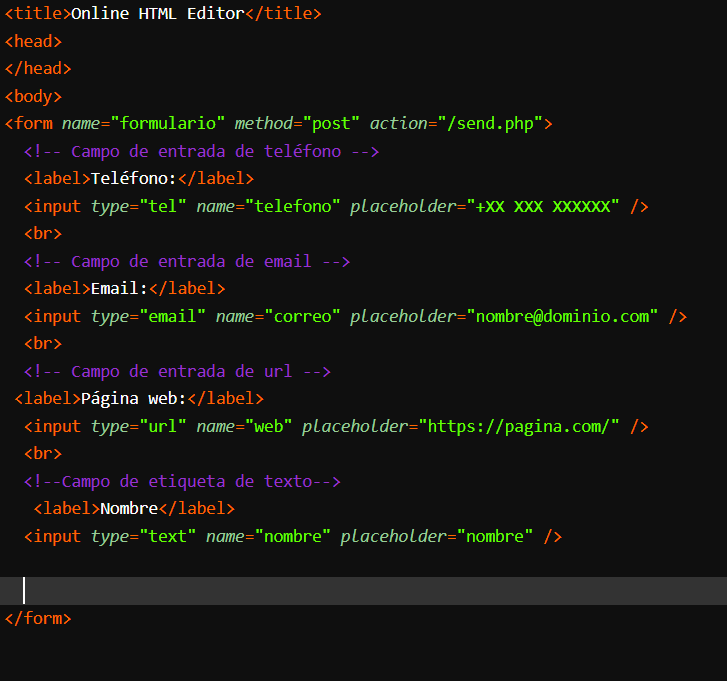 <title>Online HTML Editor</title>
<head>
</head>
<body>
<form name="formulario" method="post" action="/send.php">
<!-- Campo de entrada de teléfono -->
<label>Teléfono:</label>
<input type="tel" name="telefono" placeholder="+XX XXX XXXXXX" />
<br>
<!-- Campo de entrada de email -->
<label>Email:</label>
<input type="email" name="correo" placeholder="nombre@dominio.com" />
<br>
<!-- Campo de entrada de url -->
<label>Página web:</label>
<input type="url" name="web" placeholder="https://pagina.com/" />
<br>
<!--Campo de etiqueta de texto-->
<label>Nombre</label>
<input type="text" name="nombre" placeholder="nombre" />
</form>